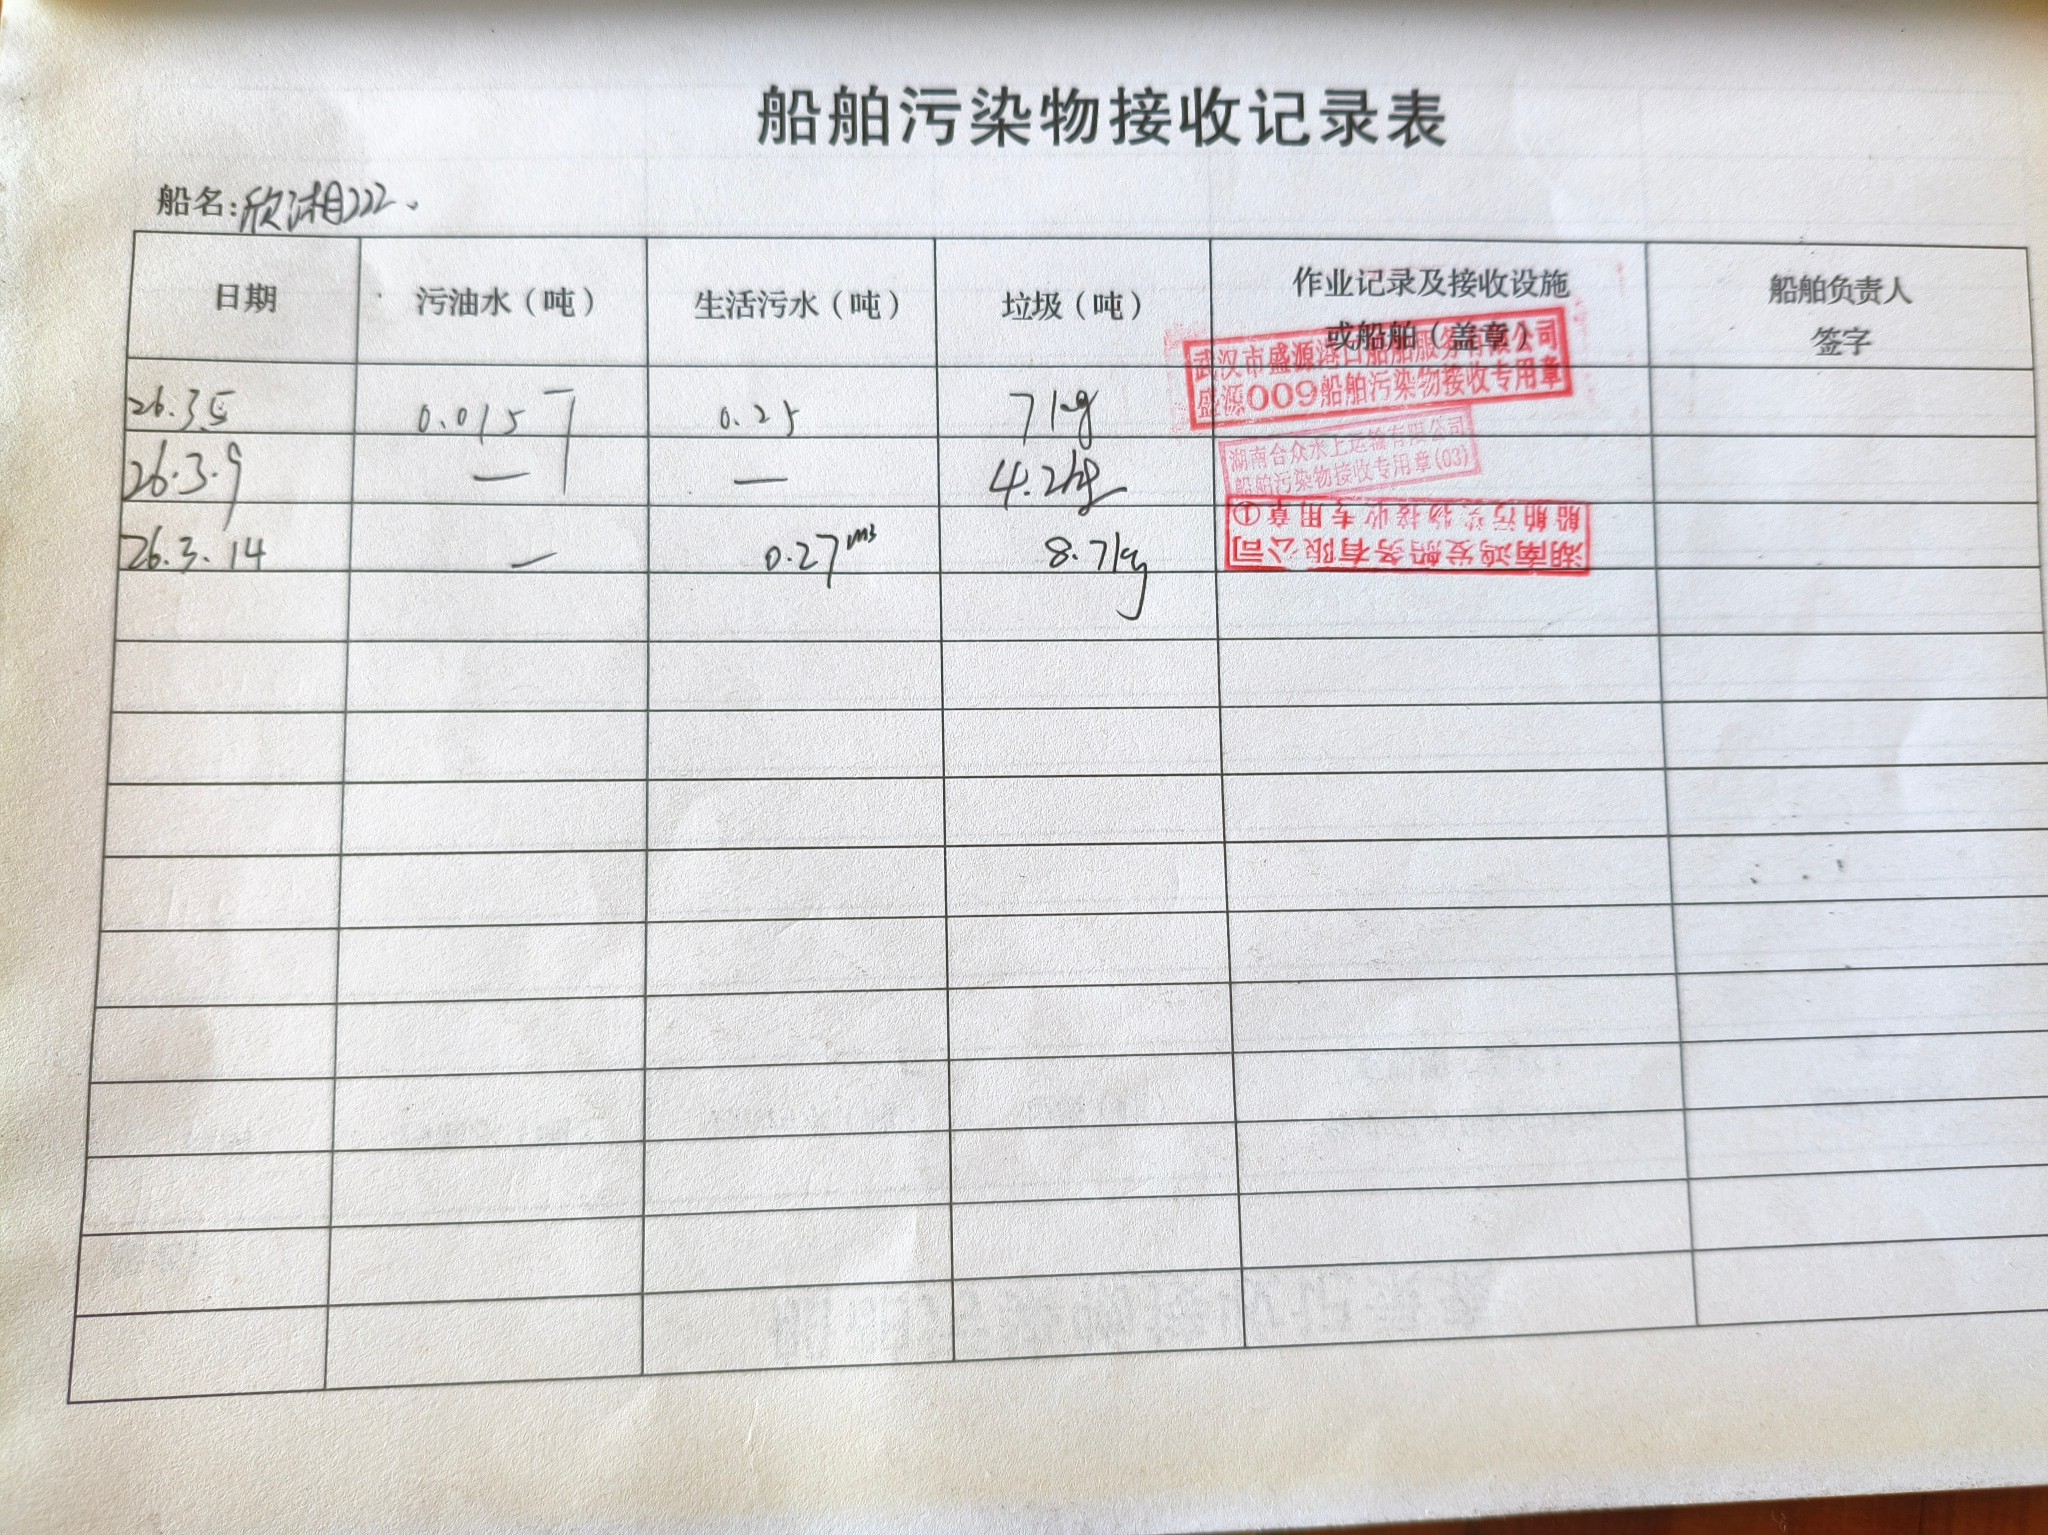 船舶污染物接收记录表
船名:欣湘222.
日期 污油水（吨） 生活污水（吨） 垃圾（吨） 作业记录及接收设施或船舶（盖章） 船舶负责人签字
26.3.5 0.015 0.25 7kg
武汉市盛源港口船舶服务有限公司
盛源009船舶污染物接收专用章
26.3.9 — — 4.2kg
湖南合众水上运输有限公司
船舶污染物接收专用章(03)
26.3.14 — 0.27m³ 8.7kg
湖南鸿发船务有限公司
船舶污染物接收专用章①